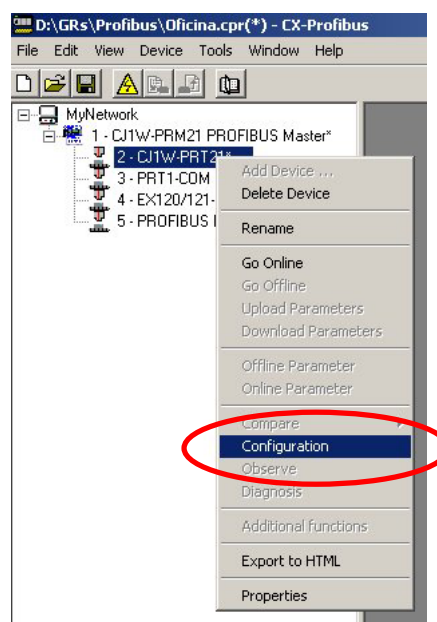 D:\GRs\Profibus\Oficina.cpr(*) - CX-Profibus
File Edit View Device Tools Window Help
MyNetwork
1 - CJ1W-PRM21 PROFIBUS Master*
2 - CJ1W-PRT21*
3 - PRT1-COM
4 - EX120/121-
5 - PROFIBUS
Add Device ...
Delete Device
Rename
Go Online
Go Offline
Upload Parameters
Download Parameters
Offline Parameter
Online Parameter
Compare
Configuration
Observe
Diagnosis
Additional functions
Export to HTML
Properties